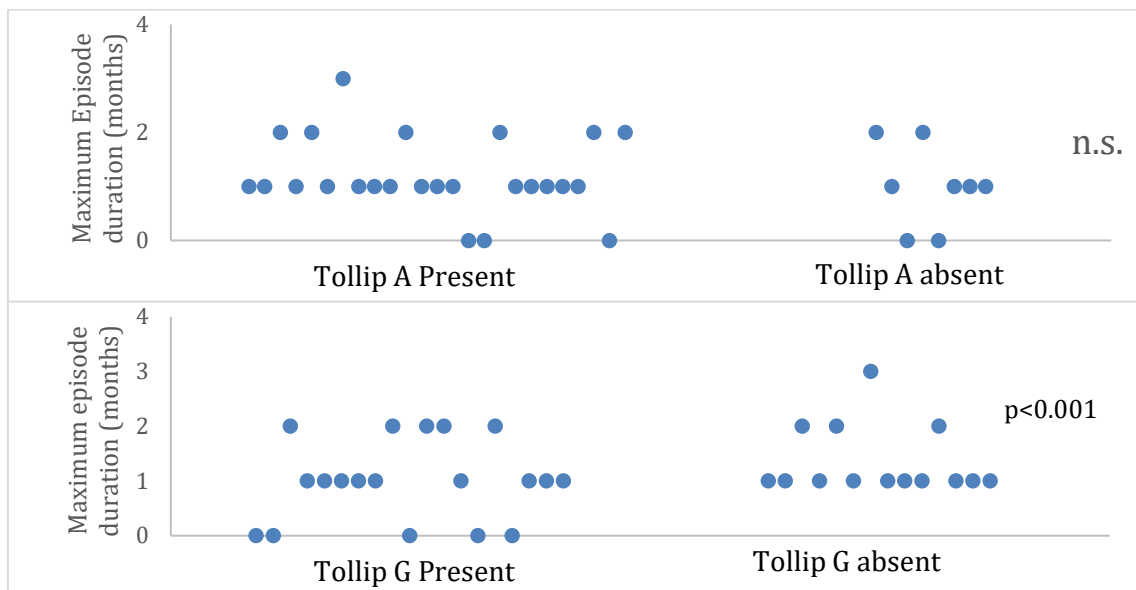 Maximum Episode
duration (months)
4
2
0
n.s.
Tollip A Present
Tollip A absent
Maximum episode
duration (months)
4
3
2
1
0
p<0.001
Tollip G Present
Tollip G absent